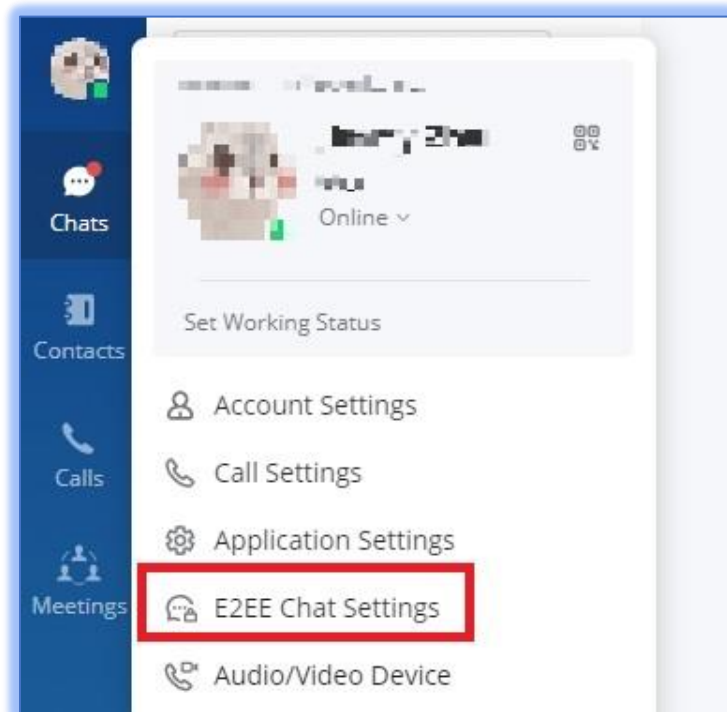 Chats
Contacts
Calls
Meetings
Online
Set Working Status
Account Settings
Call Settings
Application Settings
E2EE Chat Settings
Audio/Video Device